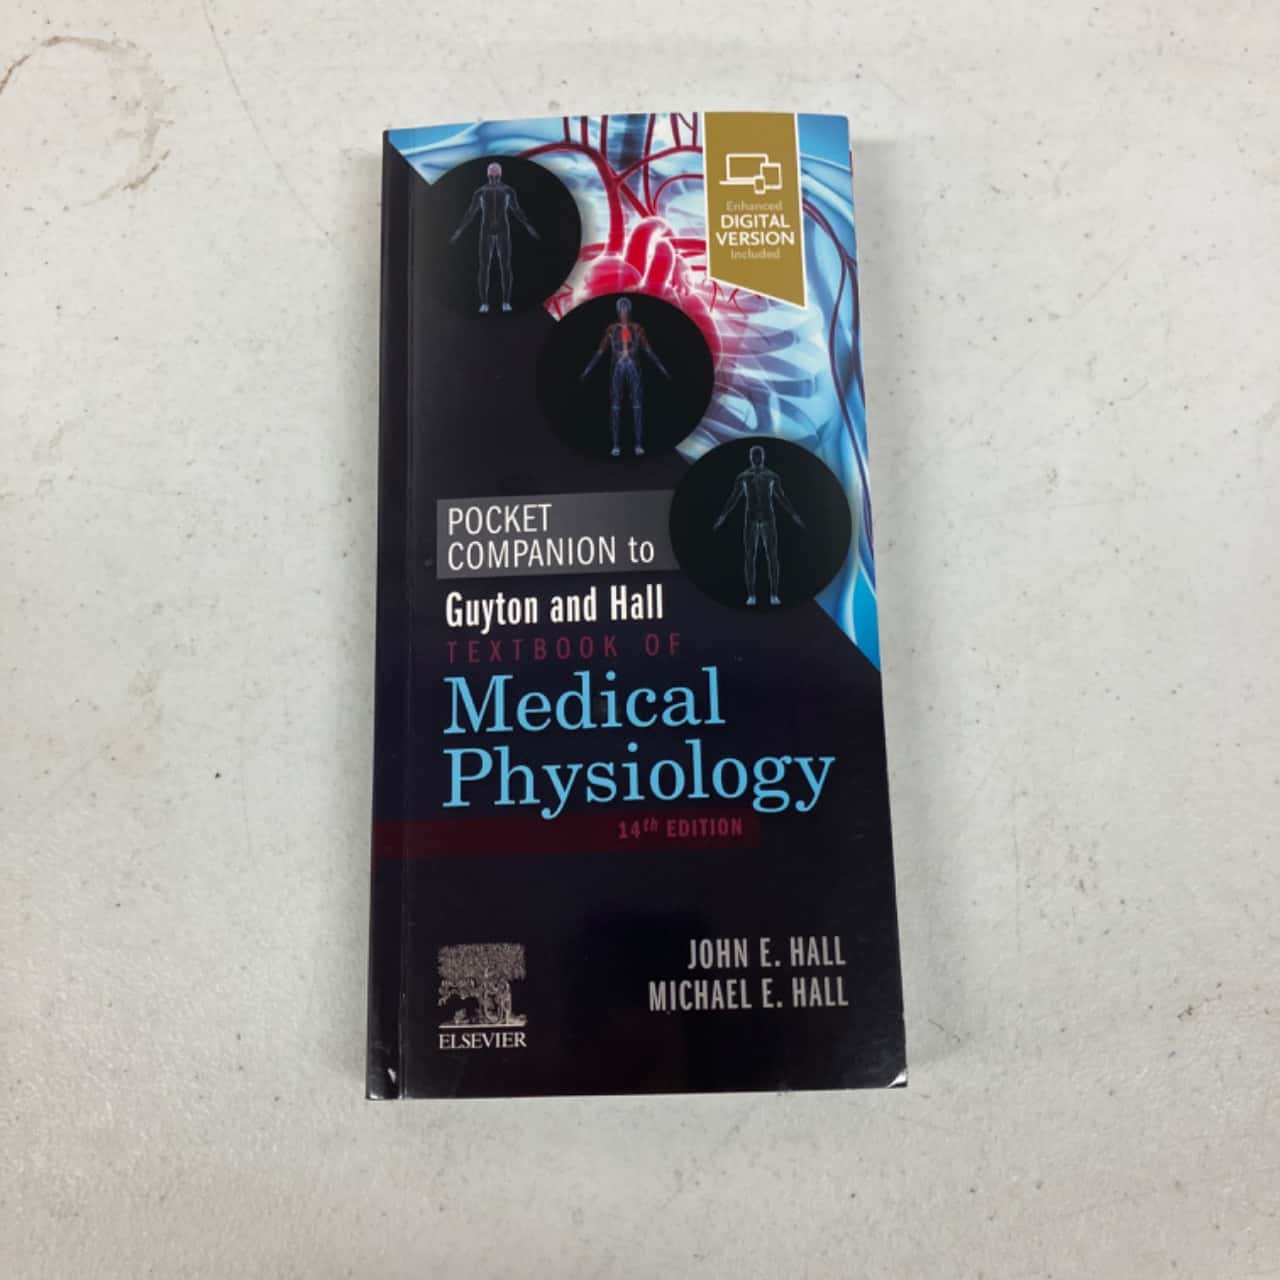 Enhanced
DIGITAL
VERSION
Included
POCKET
COMPANION to
Guyton and Hall
TEXTBOOK OF
Medical
Physiology
14th EDITION
JOHN E. HALL
MICHAEL E. HALL
ELSEVIER